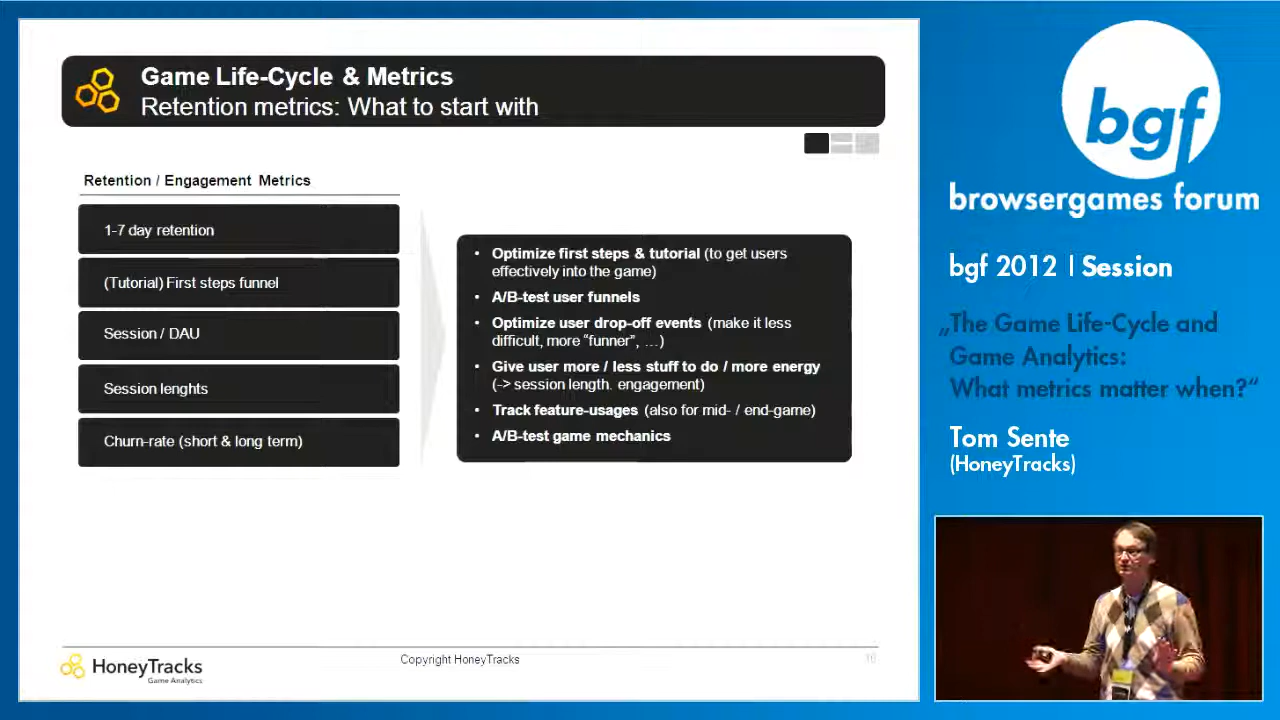 Game Life-Cycle & Metrics
Retention metrics: What to start with
Retention / Engagement Metrics
1-7 day retention
(Tutorial) First steps funnel
Session / DAU
Session lenghts
Churn-rate (short & long term)
• Optimize first steps & tutorial (to get users
effectively into the game)
• A/B-test user funnels
• Optimize user drop-off events (make it less
difficult, more “funner”, …)
• Give user more / less stuff to do / more energy
(-> session length. engagement)
• Track feature-usages (also for mid- / end-game)
• A/B-test game mechanics
HoneyTracks
Game Analytics
Copyright HoneyTracks
16
bgf
browsergames forum
bgf 2012 | Session
„The Game Life-Cycle and
Game Analytics:
What metrics matter when?“
Tom Sente
(HoneyTracks)